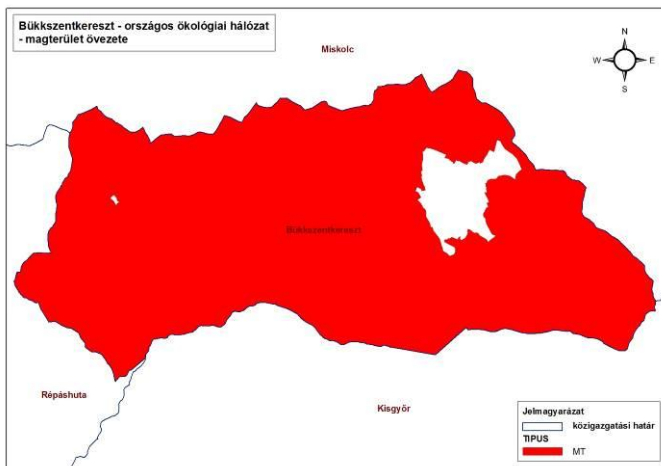 Bükkszentkereszt - országos ökológiai hálózat
- magterület övezete
Miskolc
N
W
E
S
Bükkszentkereszt
Répáshuta
Kisgyőr
Jelmagyarázat
közigazgatási határ
TIPUS
MT